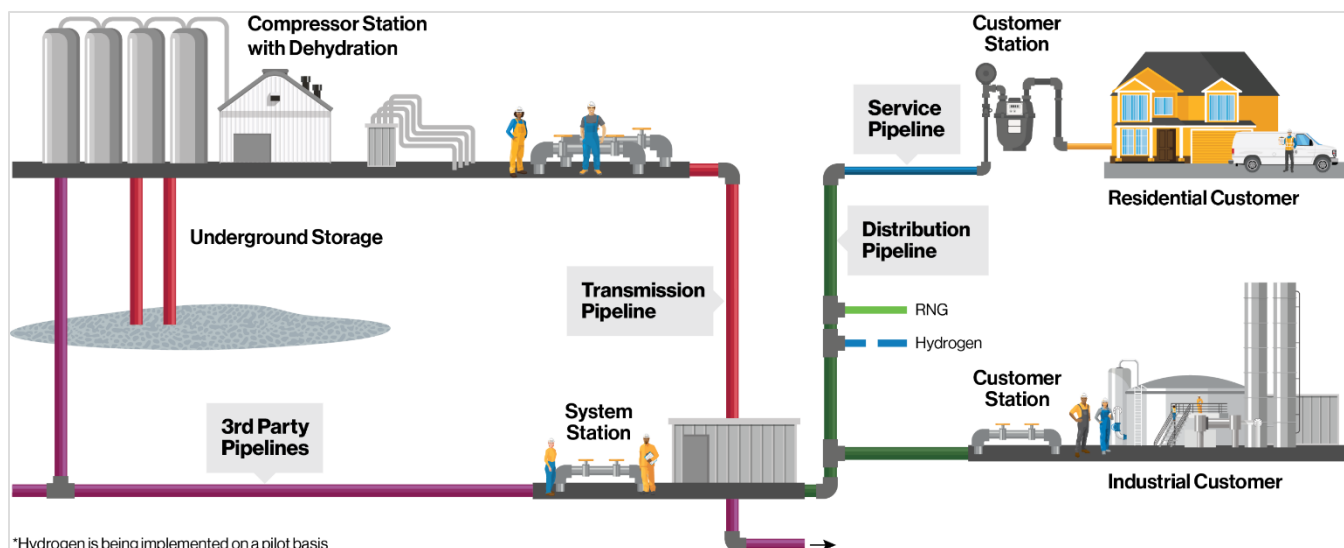 Compressor Station
with Dehydration
Customer
Station
Service
Pipeline
Residential Customer
Underground Storage
Distribution
Pipeline
Transmission
Pipeline
RNG
Hydrogen
Customer
Station
3rd Party
Pipelines
System
Station
Industrial Customer
*Hydrogen is being implemented on a pilot basis